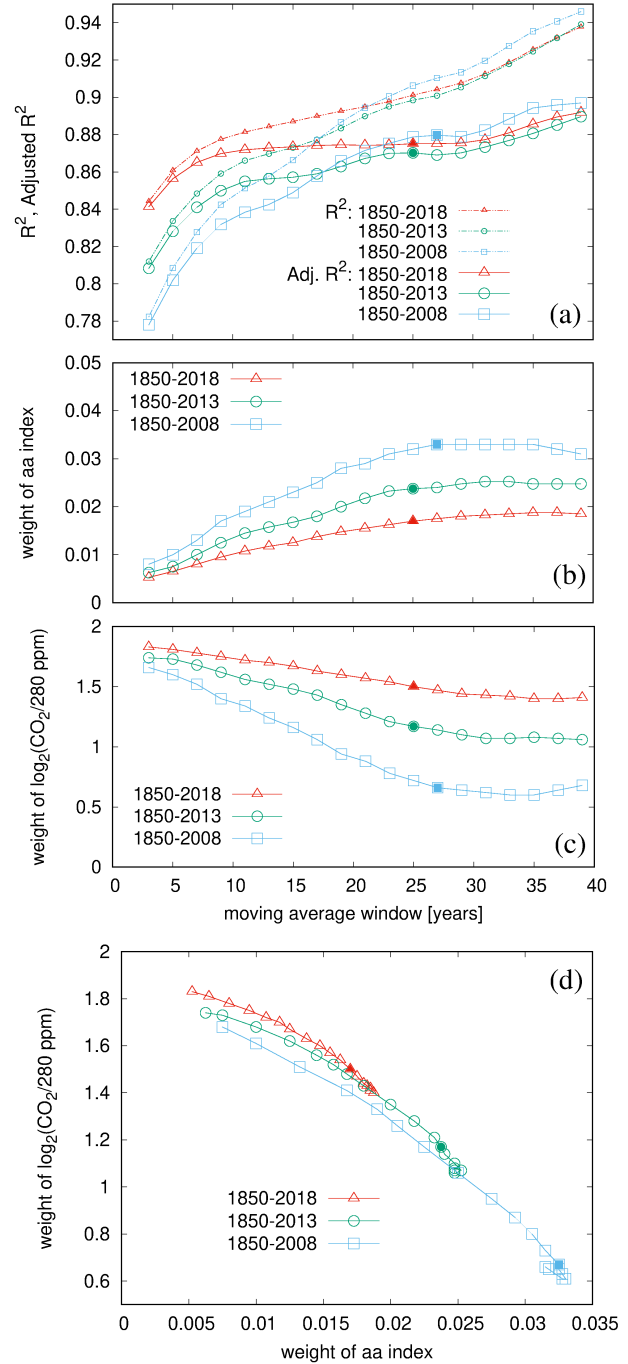 0.94
0.92
0.9
0.88
0.86
0.84
0.82
0.8
0.78
R², Adjusted R²
R²: 1850-2018
1850-2013
1850-2008
Adj. R²: 1850-2018
1850-2013
1850-2008
(a)
0.05
0.04
0.03
0.02
0.01
0
weight of aa index
1850-2018
1850-2013
1850-2008
(b)
2
1.5
1
0.5
0
weight of log₂(CO₂/280 ppm)
1850-2018
1850-2013
1850-2008
(c)
0 5 10 15 20 25 30 35 40
moving average window [years]
2
1.8
1.6
1.4
1.2
1
0.8
0.6
weight of log₂(CO₂/280 ppm)
(d)
1850-2018
1850-2013
1850-2008
0 0.005 0.01 0.015 0.02 0.025 0.03 0.035
weight of aa index